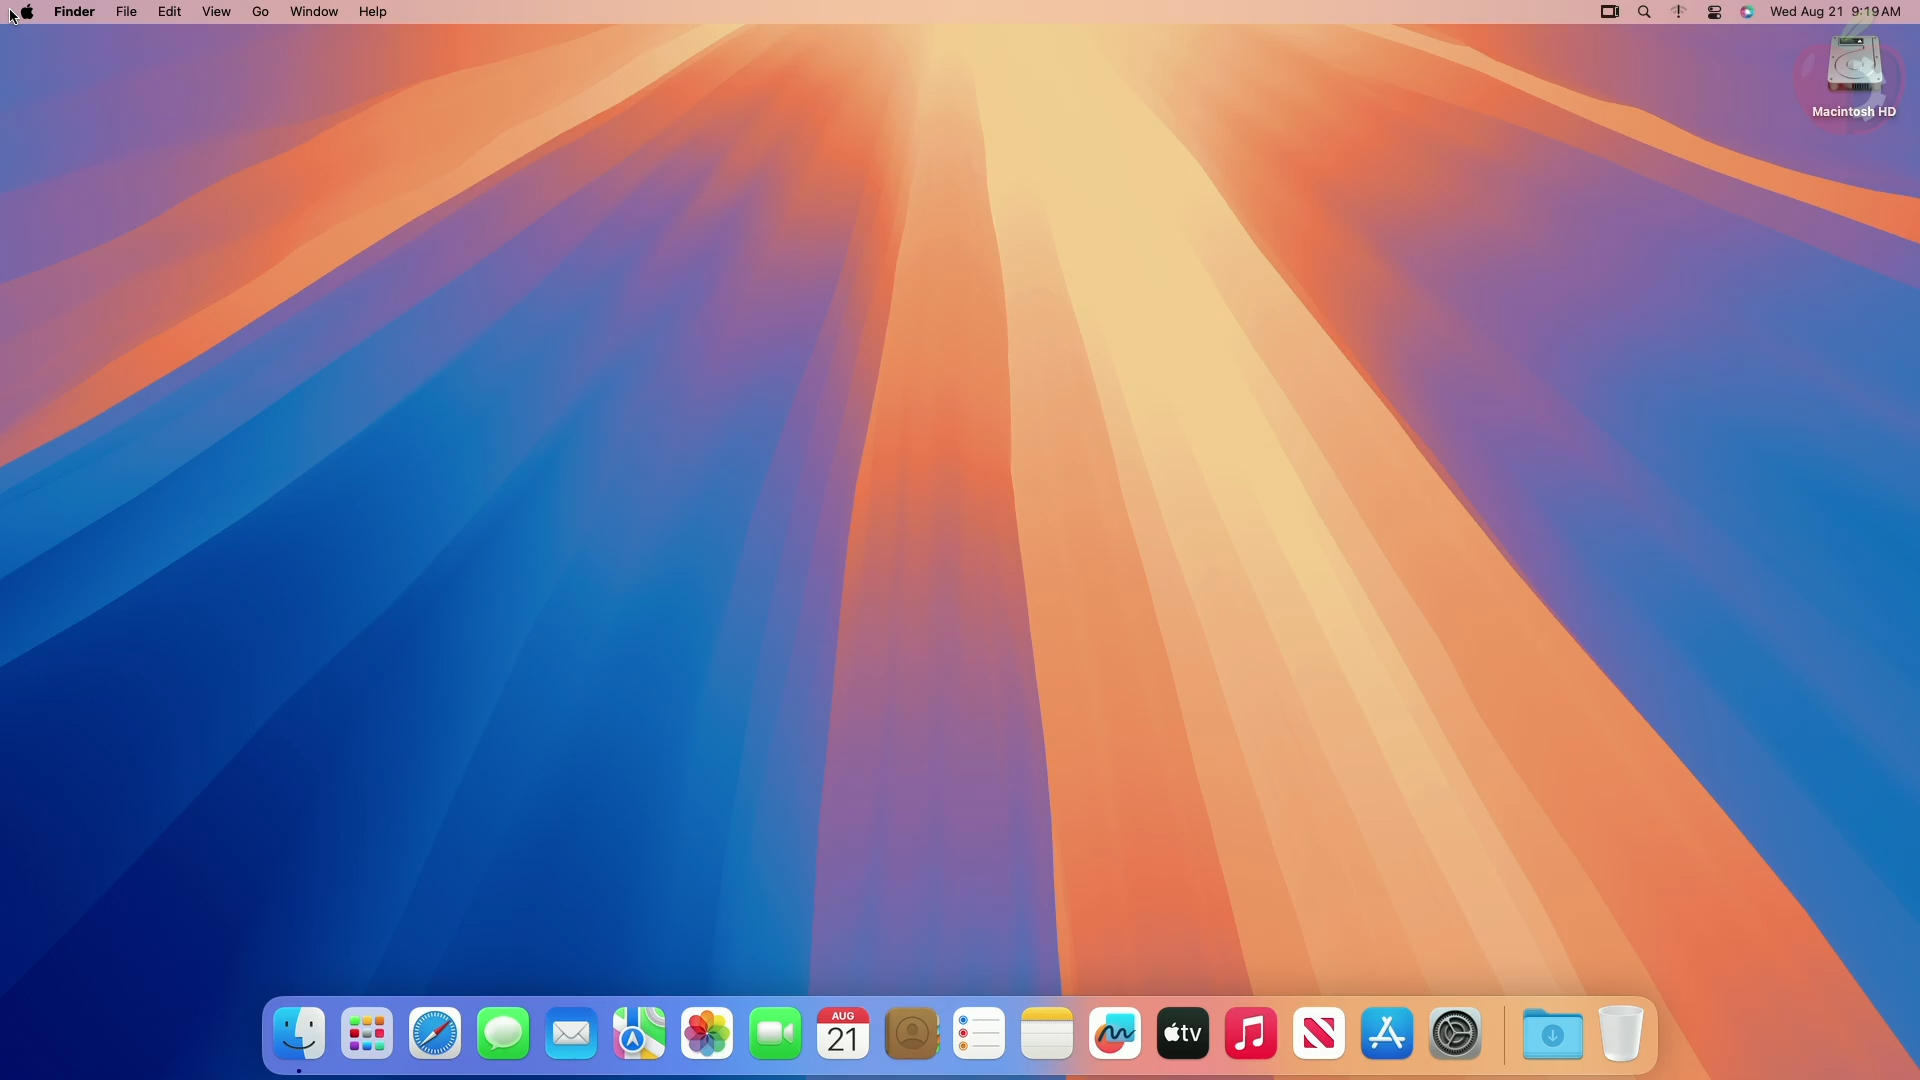 Finder File Edit View Go Window Help Wed Aug 21 9:19 AM
Macintosh HD
AUG
21
tv